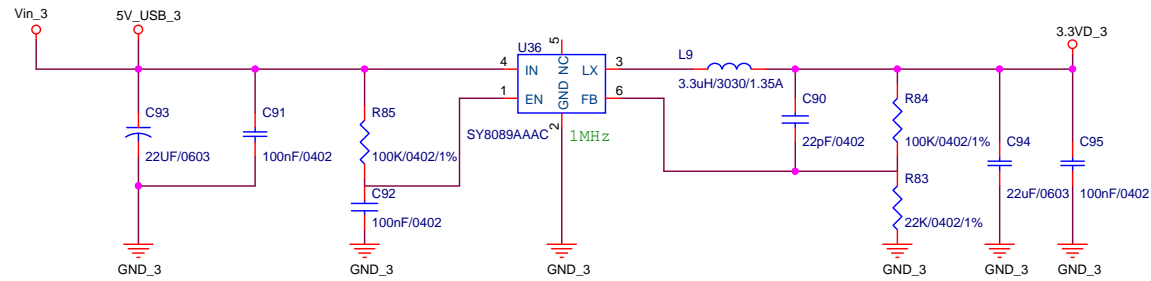 Vin_3
5V_USB_3
3.3VD_3
U36
5
L9
4
IN
GND NC
LX
3
3.3uH/3030/1.35A
1
EN
FB
6
C93
C91
R85
C90
R84
SY8089AAAC
2
1MHz
22UF/0603
100nF/0402
100K/0402/1%
22pF/0402
100K/0402/1%
C94
C95
C92
R83
100nF/0402
22K/0402/1%
22uF/0603
100nF/0402
GND_3
GND_3
GND_3
GND_3
GND_3
GND_3